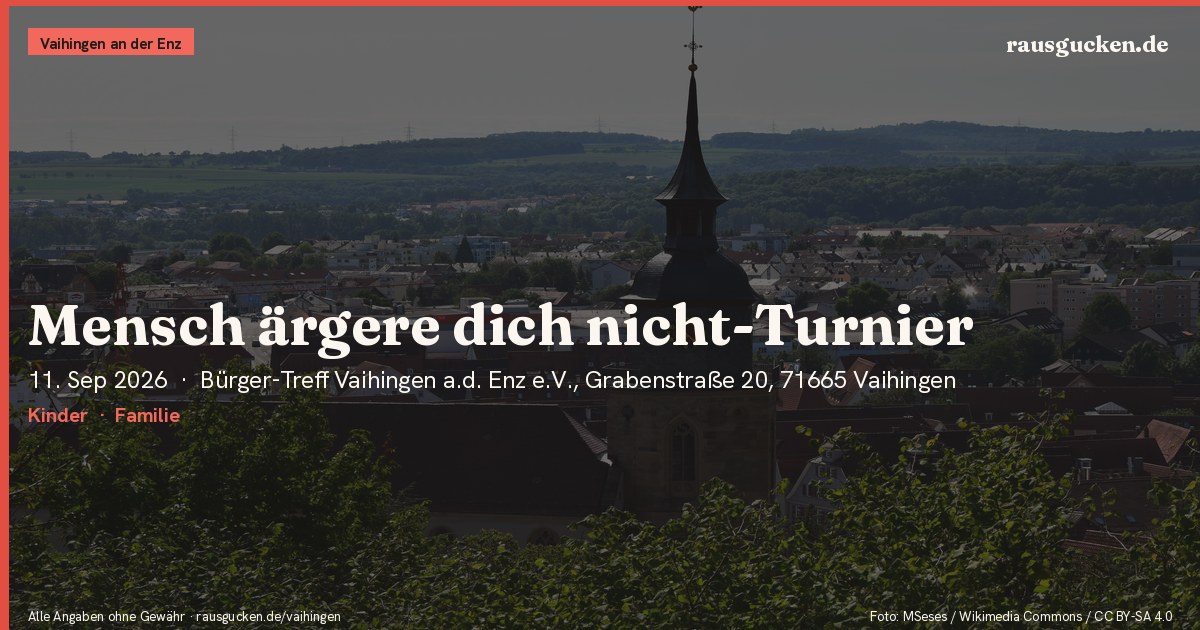 Vaihingen an der Enz
rausgucken.de
Mensch ärgere dich nicht-Turnier
11. Sep 2026 · Bürger-Treff Vaihingen a.d. Enz e.V., Grabenstraße 20, 71665 Vaihingen
Kinder · Familie
Alle Angaben ohne Gewähr · rausgucken.de/vaihingen
Foto: MSeses / Wikimedia Commons / CC BY-SA 4.0